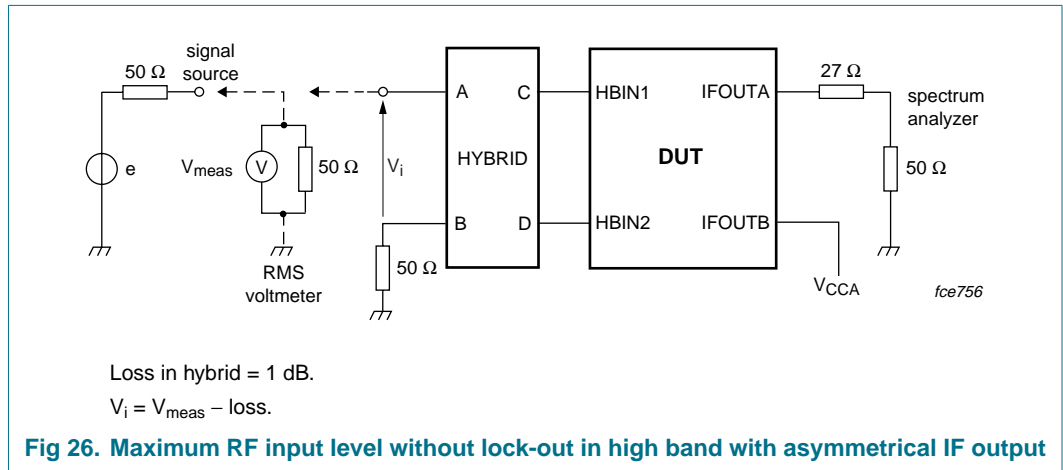 signal
source
50 Ω
e
Vmeas
V
50 Ω
RMS
voltmeter
Vi
50 Ω
A
B
C
D
HYBRID
HBIN1
HBIN2
DUT
IFOUTA
IFOUTB
27 Ω
spectrum
analyzer
50 Ω
VCCA
fce756
Loss in hybrid = 1 dB.
Vi = Vmeas − loss.
Fig 26. Maximum RF input level without lock-out in high band with asymmetrical IF output